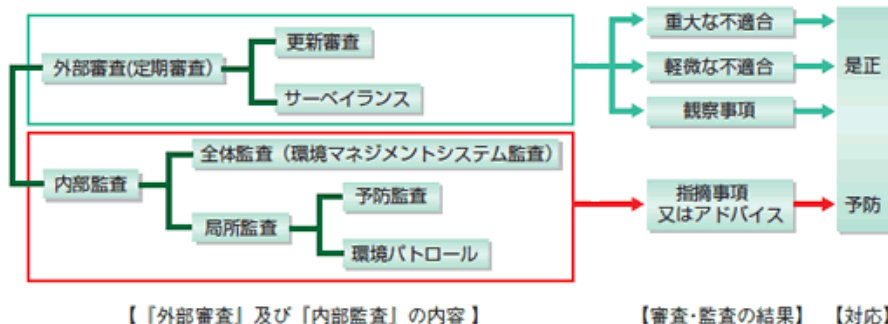 外部審査(定期審査)
更新審査
サーベイランス
内部監査
全体監査(環境マネジメントシステム監査)
局所監査
予防監査
環境パトロール
重大な不適合
軽微な不適合
観察事項
指摘事項
又はアドバイス
是正
予防
【『外部審査』及び『内部監査』の内容】
【審査・監査の結果】
【対応】